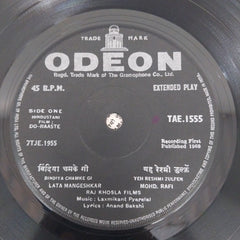 TRADE MARK
ODEON
Regd. Trade Mark of The Gramophone Co., Ltd.
45 R.P.M. EXTENDED PLAY
SIDE ONE
HINDUSTANI
FILM:
DO-RAASTE
TAE.1555
7TJE.1955
Recording First
Published 1969
बिंदिया चमके गी यह रेशमी ज़ुल्फ़ें
BINDIYA CHAMKE GI YEH RESHMI ZULFEN
LATA MANGESHKAR MOHD. RAFI
RAJ KHOSLA FILMS
Music: Laxmikant Pyarelal
Lyrics: Anand Bakshi